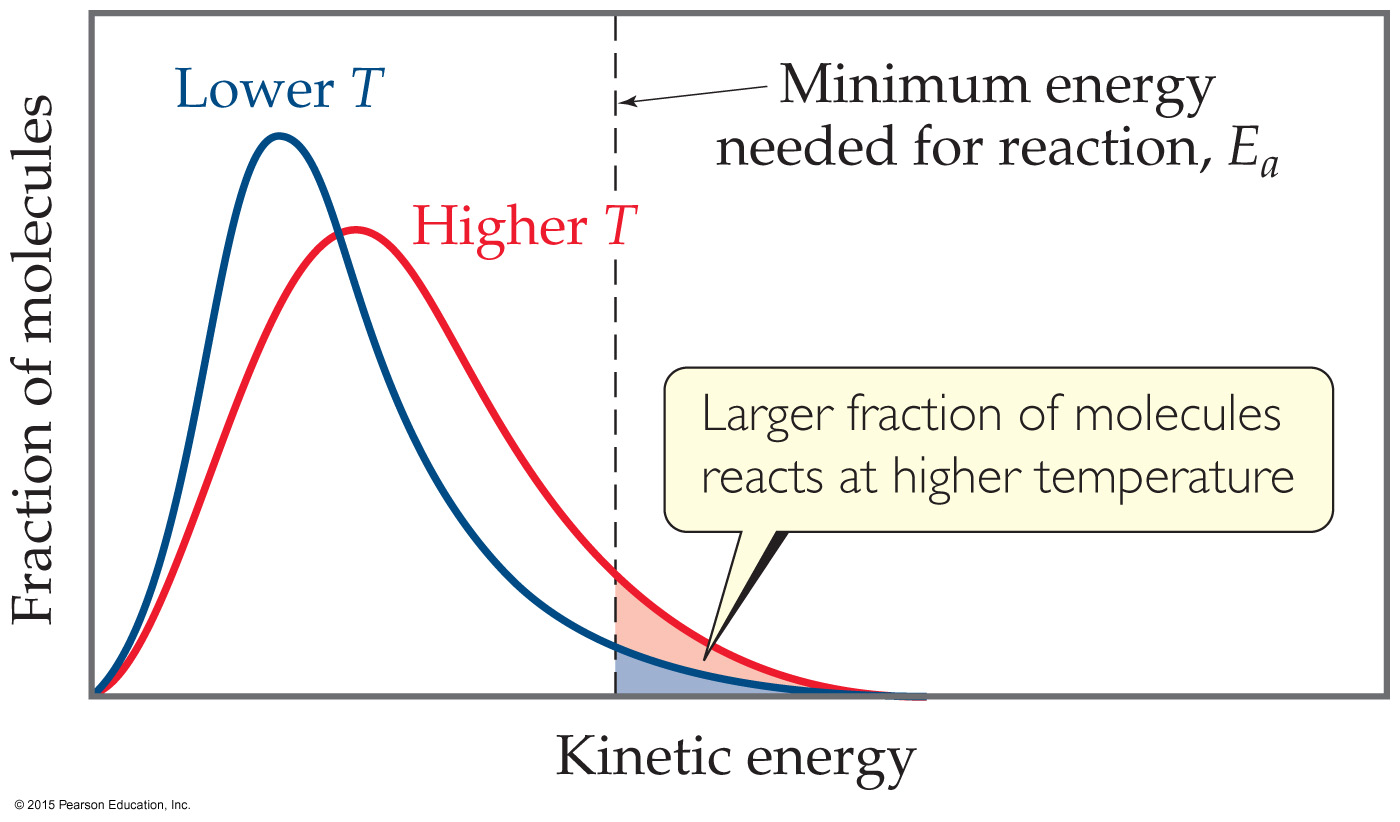 Lower T
Minimum energy
needed for reaction, Ea
Higher T
Larger fraction of molecules
reacts at higher temperature
Fraction of molecules
Kinetic energy
© 2015 Pearson Education, Inc.